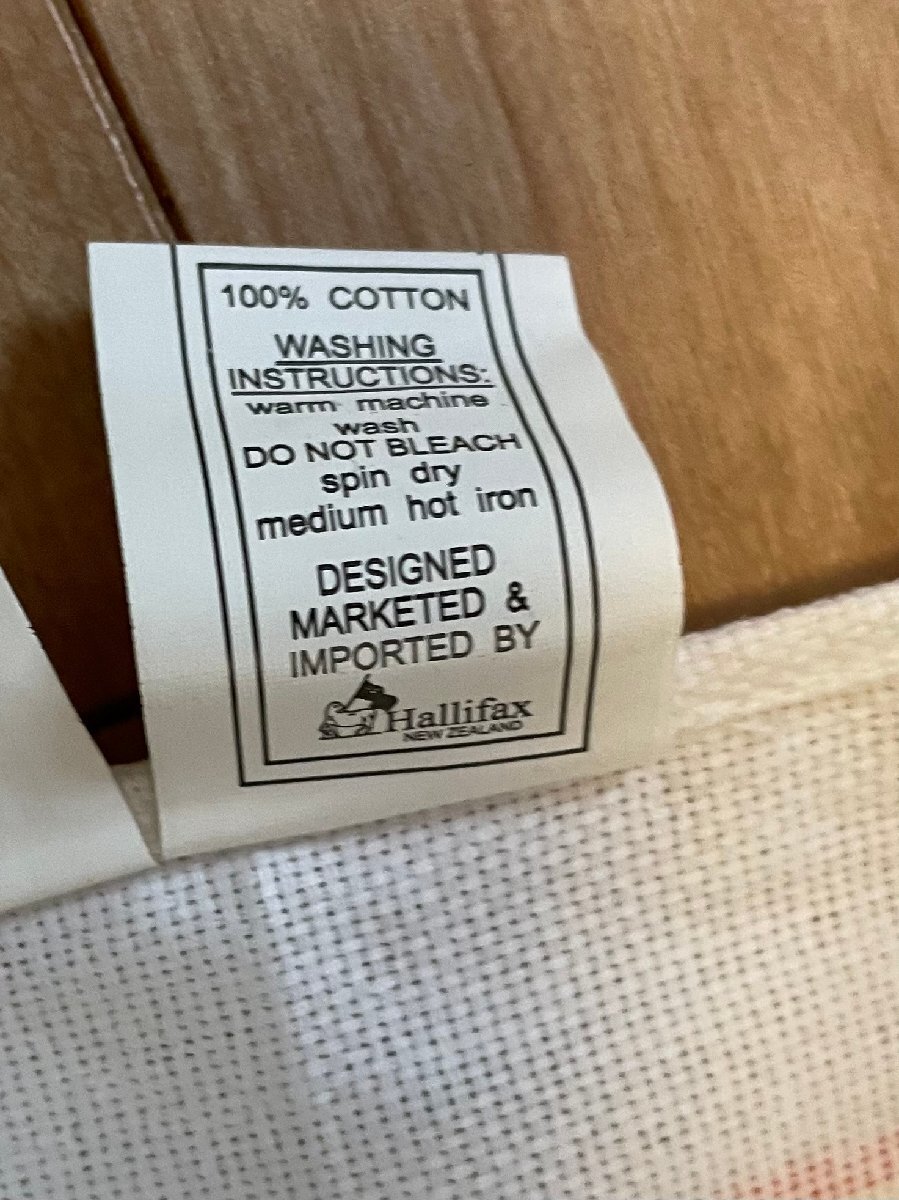 100% COTTON
WASHING
INSTRUCTIONS:
warm machine
wash
DO NOT BLEACH
spin dry
medium hot iron
DESIGNED
MARKETED &
IMPORTED BY
Hallifax
NEW ZEALAND